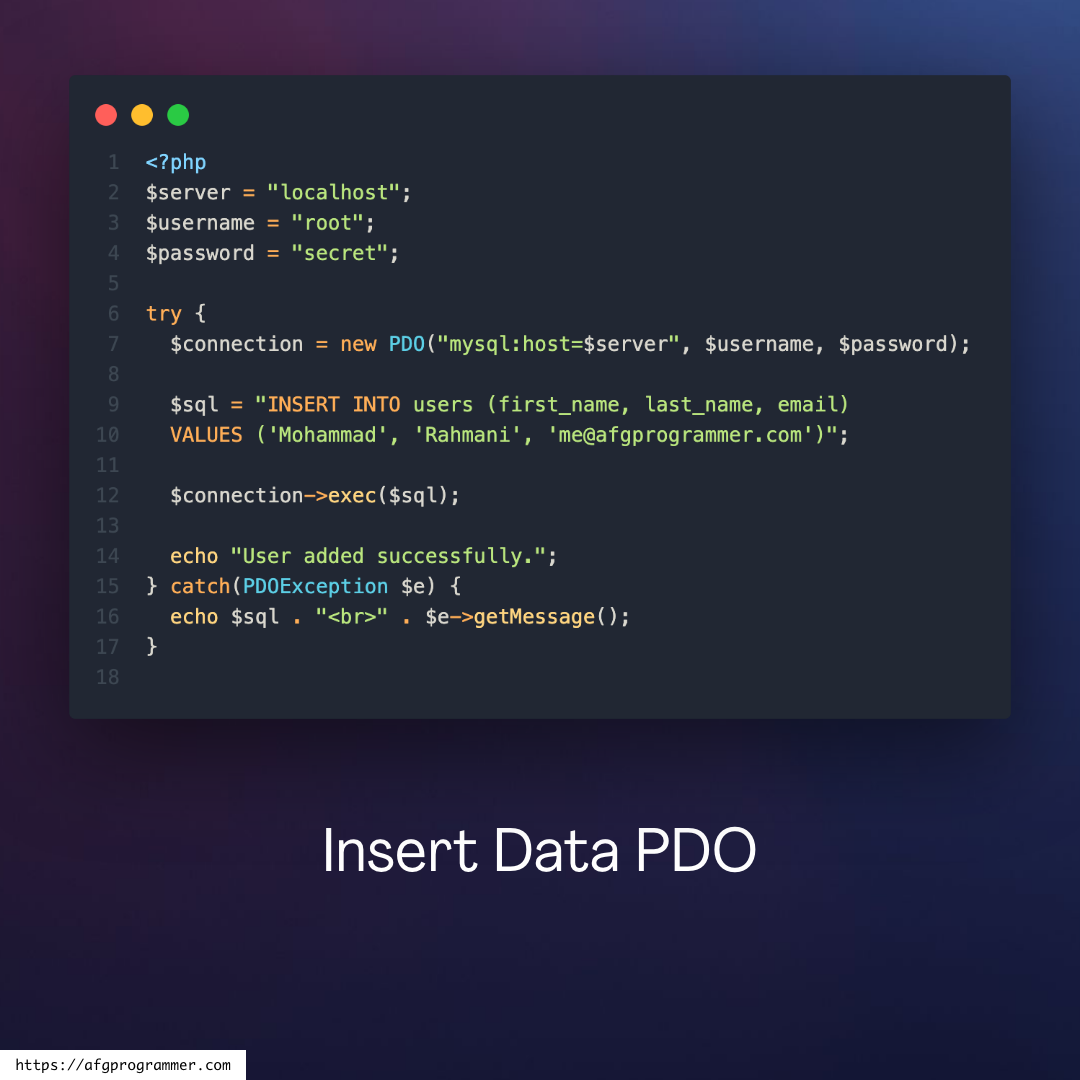 1 <?php
2 $server = "localhost";
3 $username = "root";
4 $password = "secret";
5
6 try {
7   $connection = new PDO("mysql:host=$server", $username, $password);
8
9   $sql = "INSERT INTO users (first_name, last_name, email)
10   VALUES ('Mohammad', 'Rahmani', 'me@afgprogrammer.com')";
11
12   $connection->exec($sql);
13
14   echo "User added successfully.";
15 } catch(PDOException $e) {
16   echo $sql . "<br>" . $e->getMessage();
17 }
18
Insert Data PDO
https://afgprogrammer.com